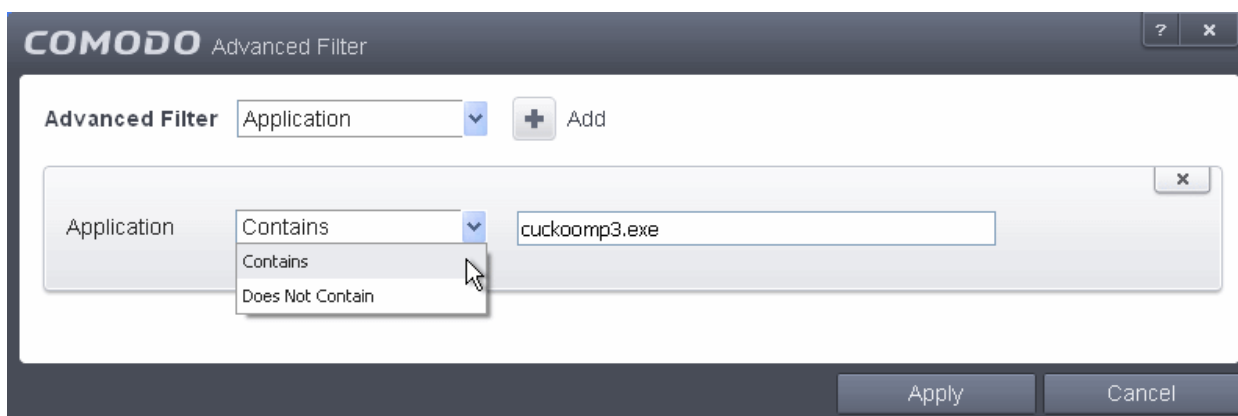 COMODO Advanced Filter ? x
Advanced Filter Application + Add
x
Application Contains cuckoomp3.exe
Contains
Does Not Contain
Apply Cancel